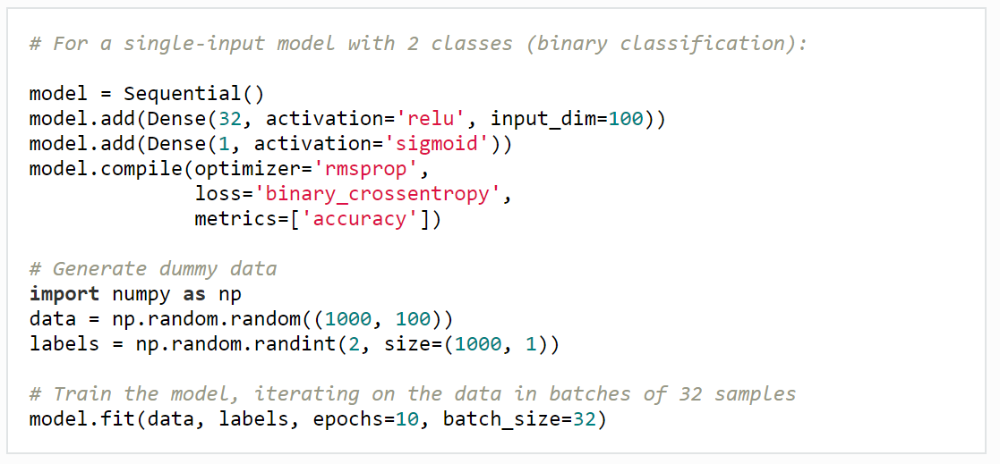 # For a single-input model with 2 classes (binary classification):
model = Sequential()
model.add(Dense(32, activation='relu', input_dim=100))
model.add(Dense(1, activation='sigmoid'))
model.compile(optimizer='rmsprop',
              loss='binary_crossentropy',
              metrics=['accuracy'])
# Generate dummy data
import numpy as np
data = np.random.random((1000, 100))
labels = np.random.randint(2, size=(1000, 1))
# Train the model, iterating on the data in batches of 32 samples
model.fit(data, labels, epochs=10, batch_size=32)